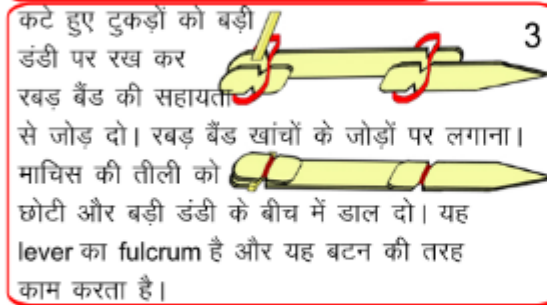 कटे हुए टुकड़ों को बड़ी
3
डंडी पर रख कर
रबड़ बैंड की सहायता
से जोड़ दो। रबड़ बैंड खांचों के जोड़ों पर लगाना।
माचिस की तीली को
छोटी और बड़ी डंडी के बीच में डाल दो। यह
lever का fulcrum है और यह बटन की तरह
काम करता है।